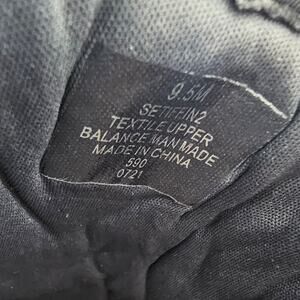 9.5M
SETIFFIN2
TEXTILE UPPER
BALANCE MAN MADE
MADE IN CHINA
590
0721